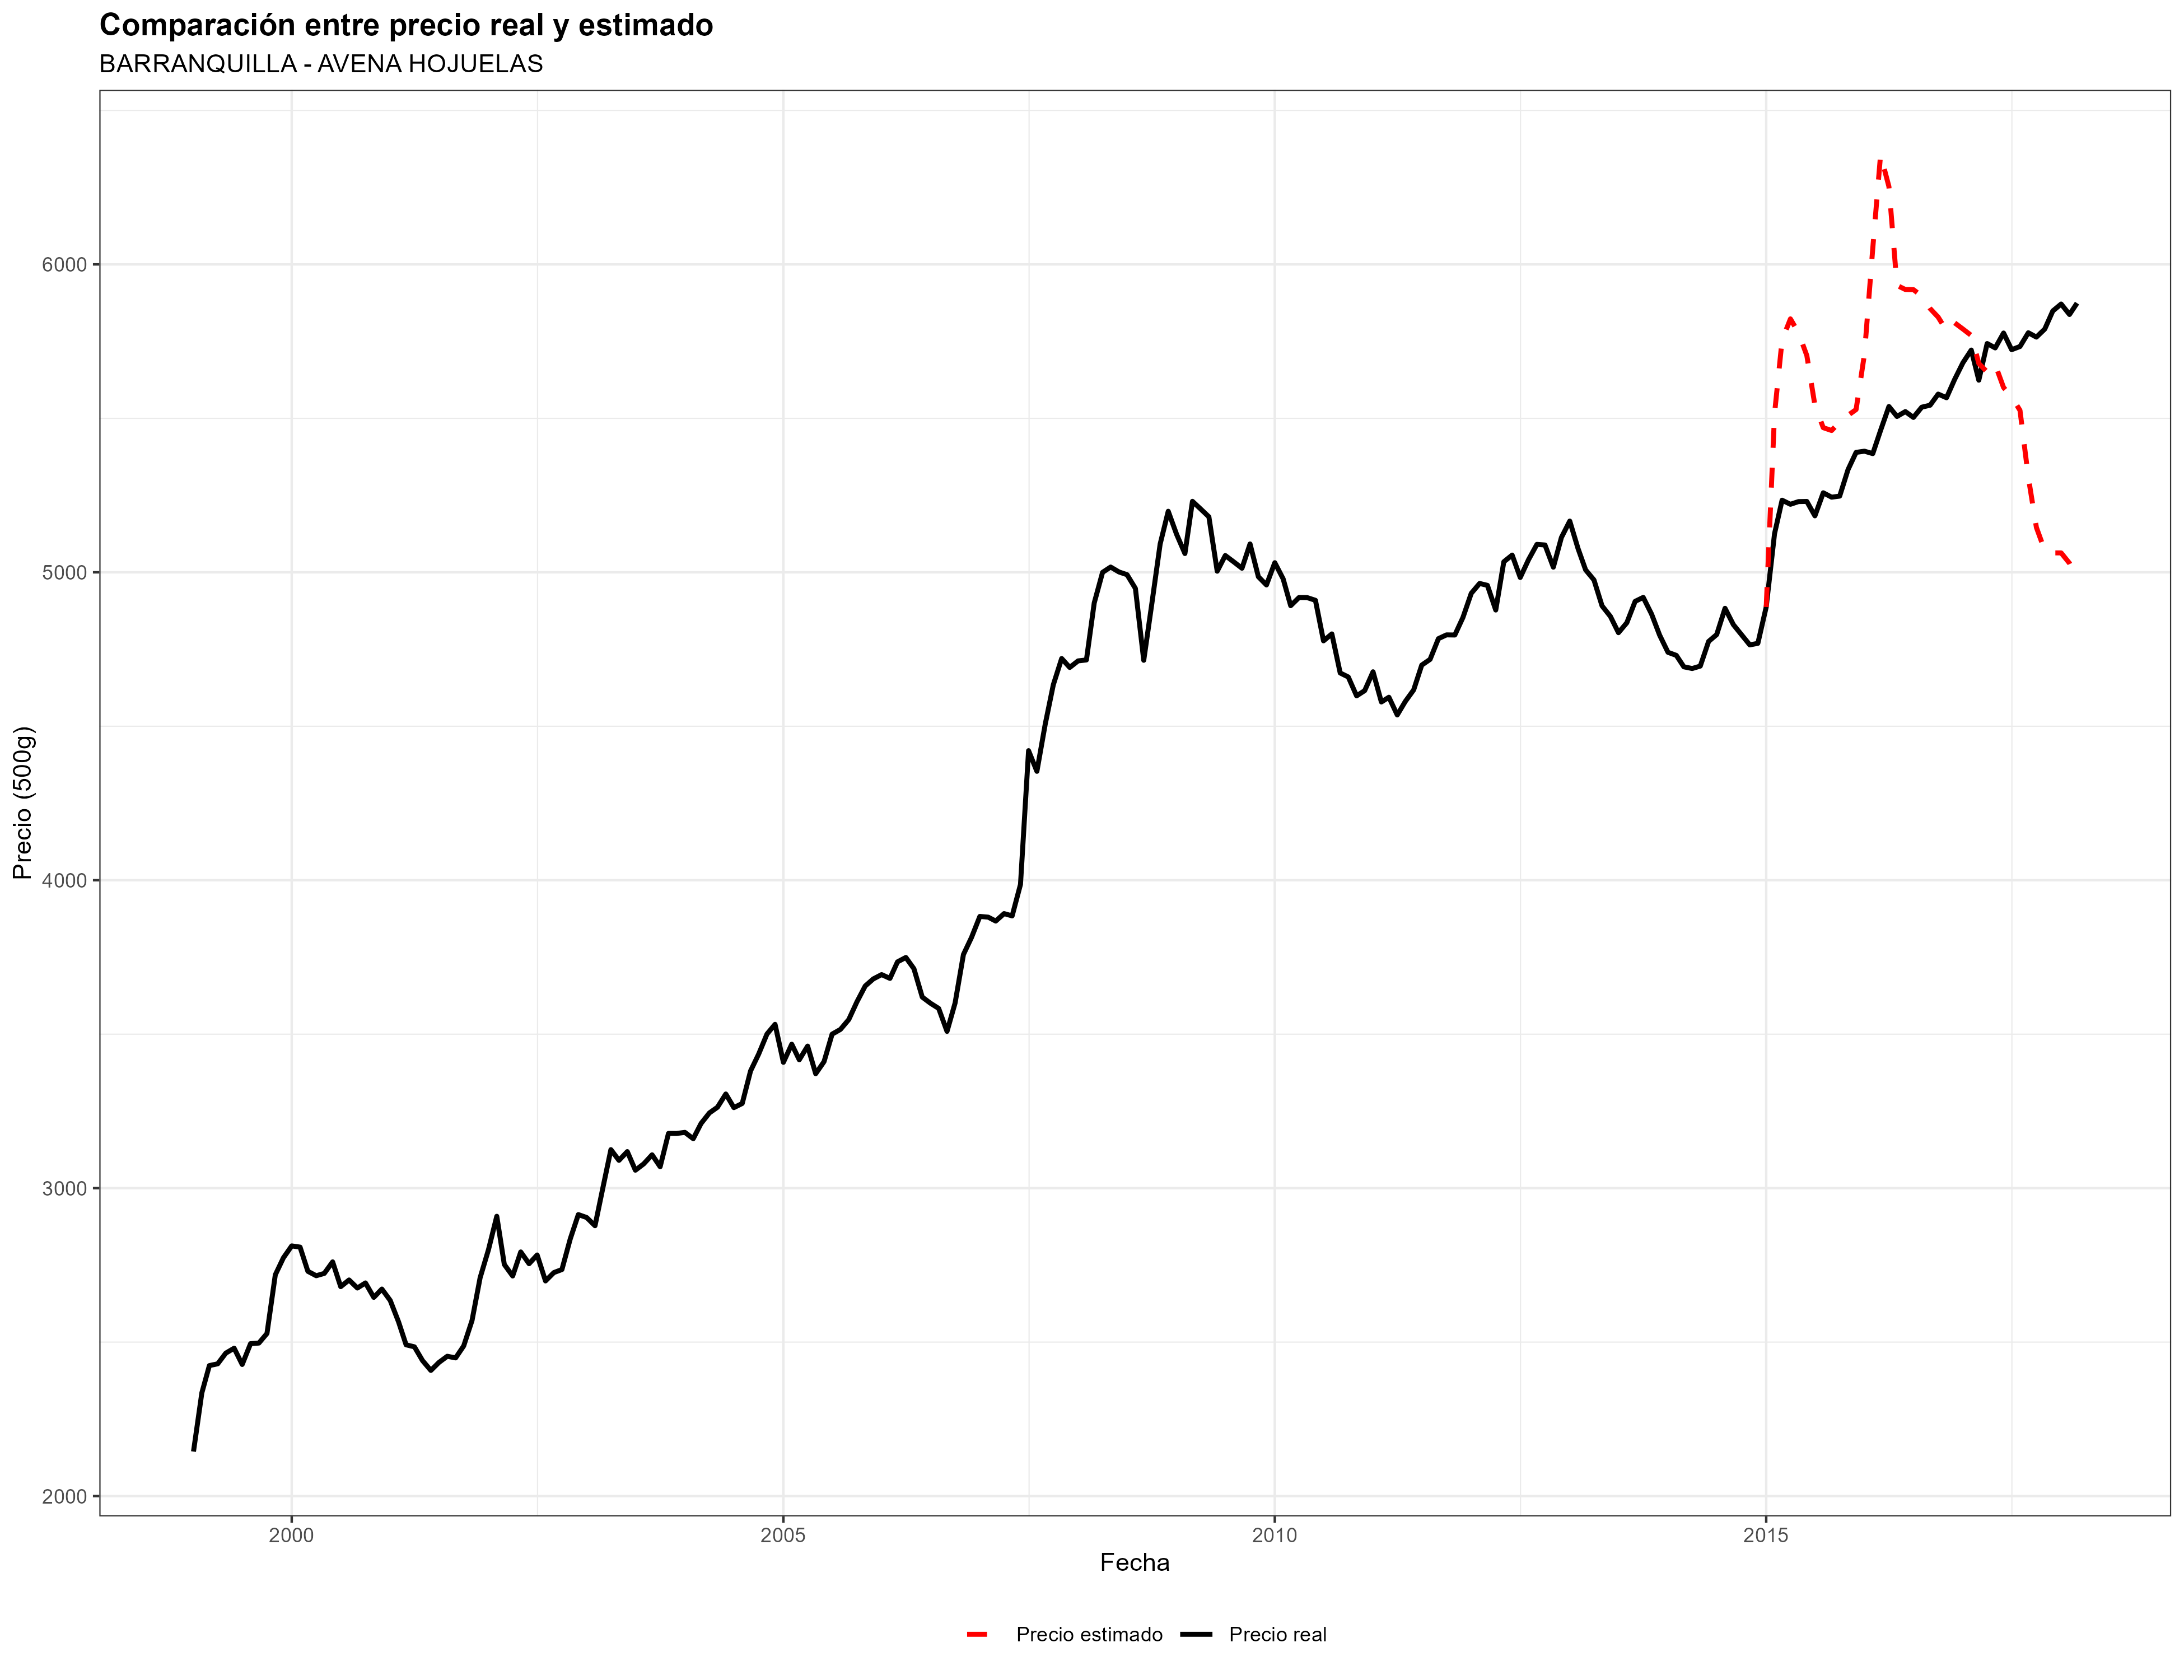 Comparación entre precio real y estimado
BARRANQUILLA - AVENA HOJUELAS
Precio (500g)
6000
5000
4000
3000
2000
2000 2005 2010 2015
Fecha
Precio estimado Precio real